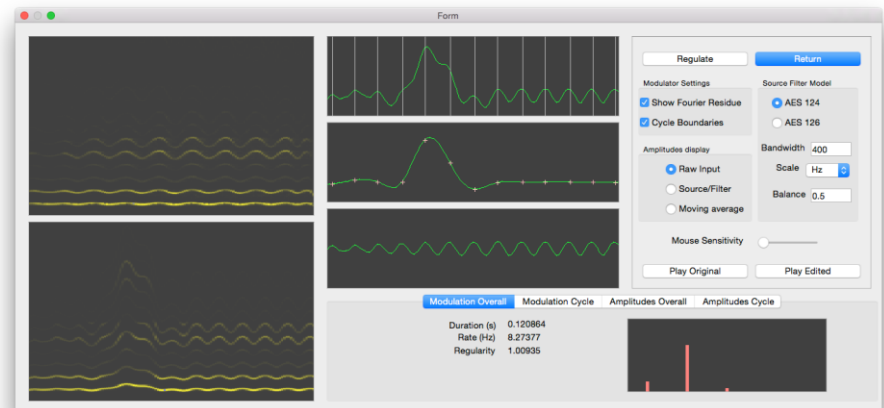 Form
Regulate
Return
Modulator Settings
Source Filter Model
Show Fourier Residue
AES 124
Cycle Boundaries
AES 126
Amplitudes display
Bandwidth 400
Raw Input
Scale Hz
Source/Filter
Balance 0.5
Moving average
Mouse Sensitivity
Play Original
Play Edited
Modulation Overall
Modulation Cycle
Amplitudes Overall
Amplitudes Cycle
Duration (s) 0.120864
Rate (Hz) 8.27377
Regularity 1.00935